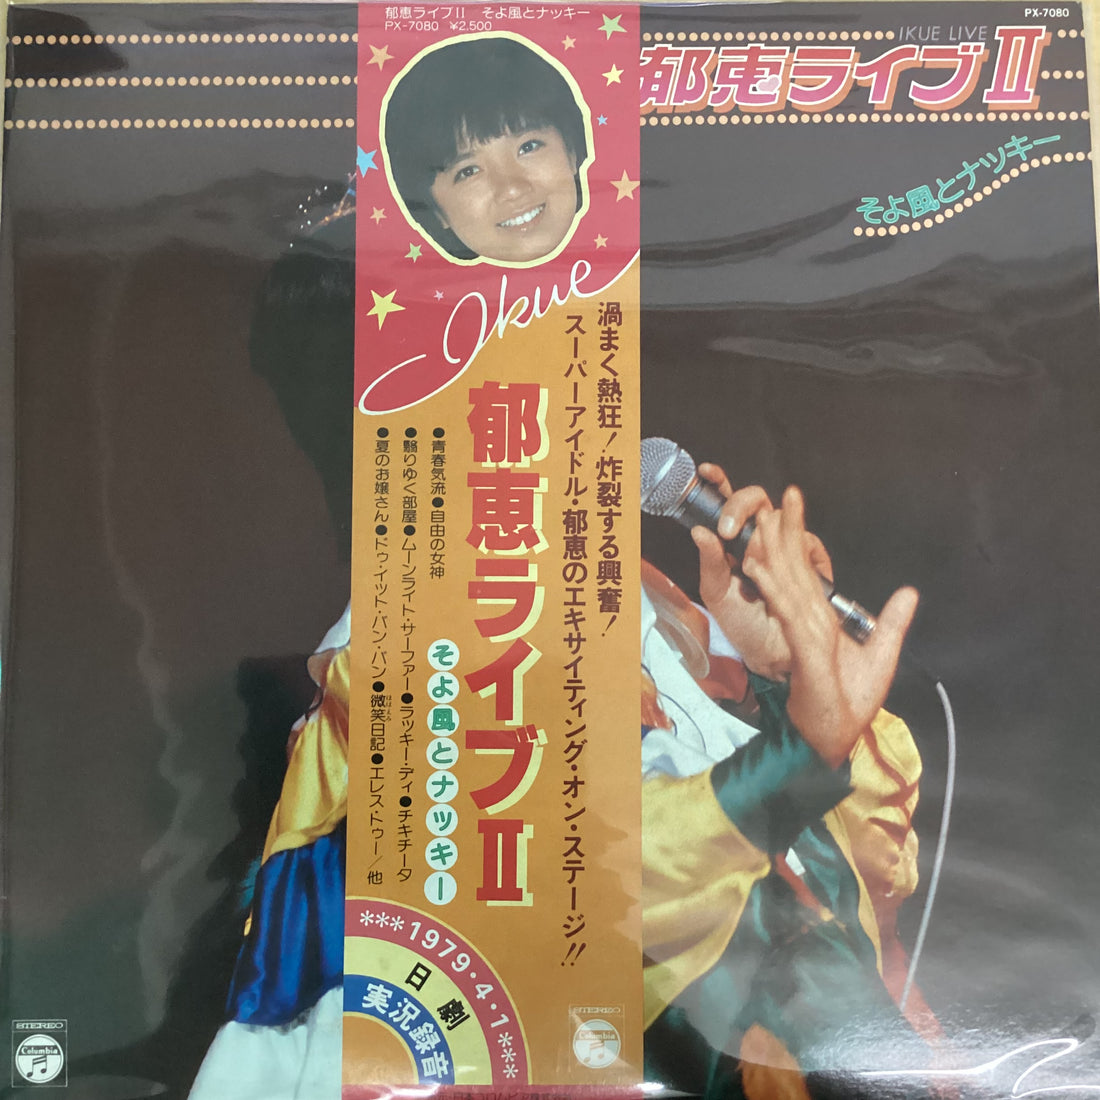 郁恵ライブII そよ風とナッキー
PX-7080 ¥2.500
PX-7080
IKUE LIVE
郁恵ライブII
そよ風とナッキー
Ikue
渦まく熱狂!炸裂する興奮!
スーパーアイドル・郁恵のエキサイティング・オン・ステージ!!
郁恵ライブII
そよ風とナッキー
●青春気流●自由の女神
●翳りゆく部屋●ムーンライト・サーファー●ラッキー・ディ●チキチータ
●夏のお嬢さん●ドゥ・イット・バン・バン●微笑日記●エレス・トゥー/他
ほほえみ
***1979・4・1***
日劇
実況録音
STEREO
Columbia
STEREO
Columbia